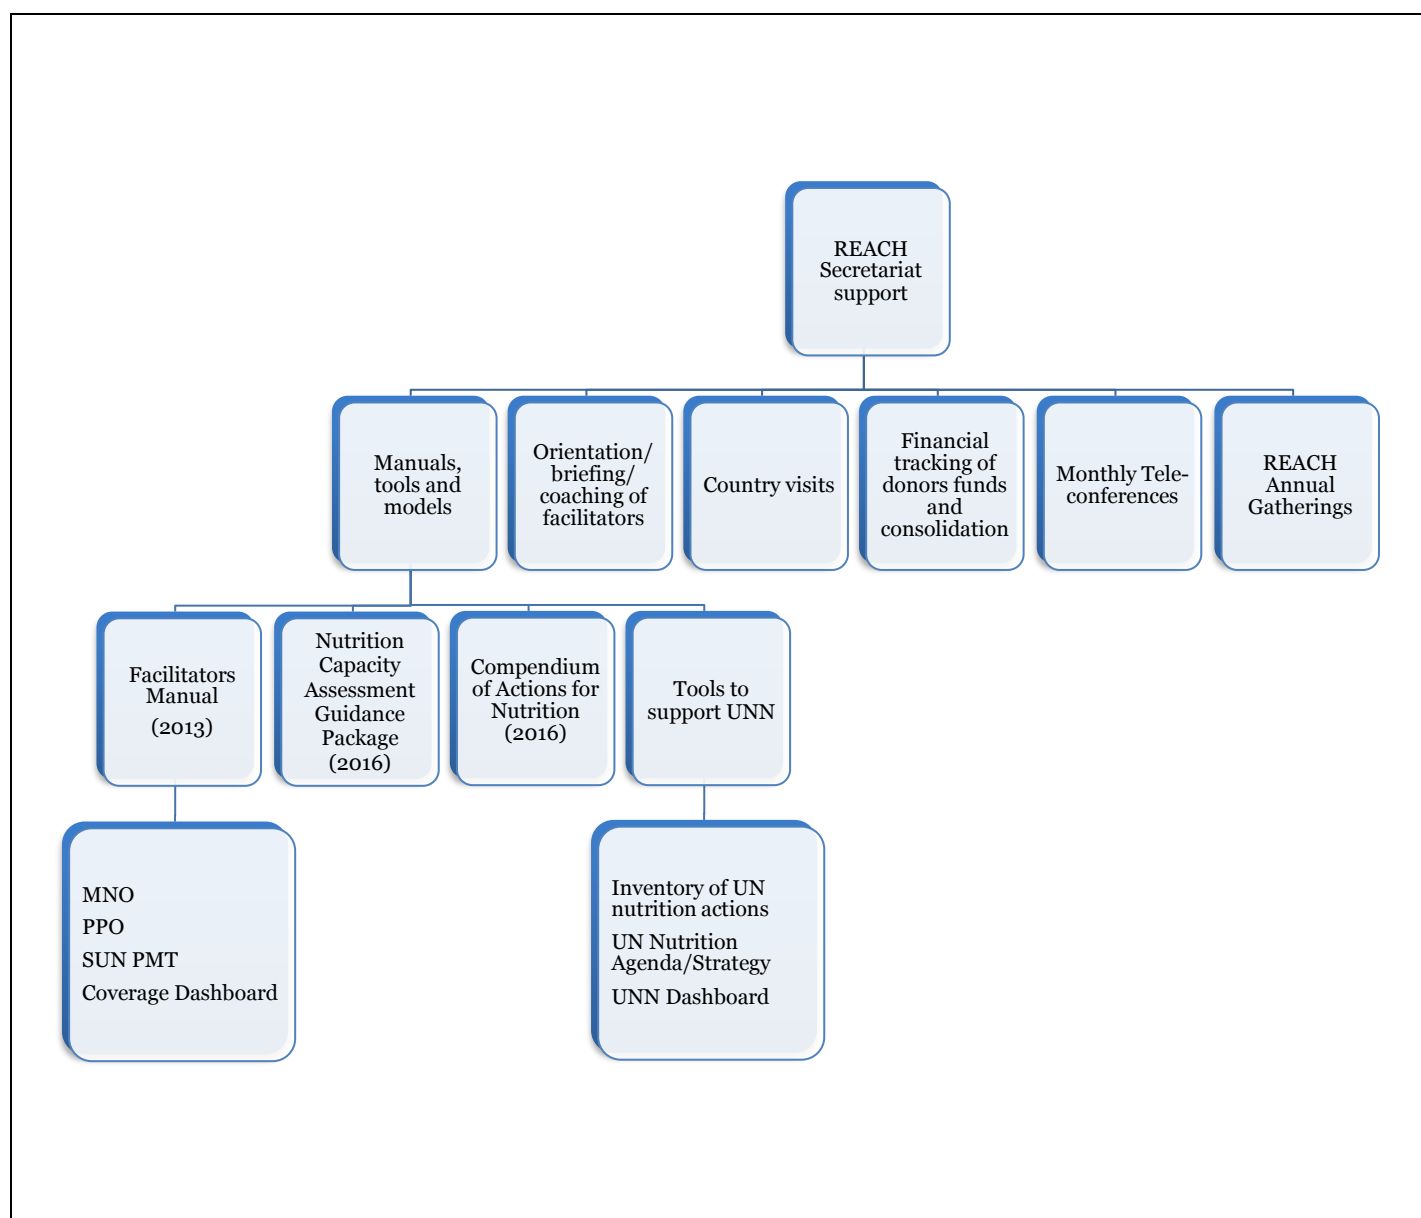 REACH
Secretariat
support
Manuals,
tools and
models
Orientation/
briefing/
coaching of
facilitators
Country visits
Financial
tracking of
donors funds
and
consolidation
Monthly Tele-
conferences
REACH
Annual
Gatherings
Facilitators
Manual
(2013)
Nutrition
Capacity
Assessment
Guidance
Package
(2016)
Compendium
of Actions for
Nutrition
(2016)
Tools to
support UNN
MNO
PPO
SUN PMT
Coverage Dashboard
Inventory of UN
nutrition actions
UN Nutrition
Agenda/Strategy
UNN Dashboard